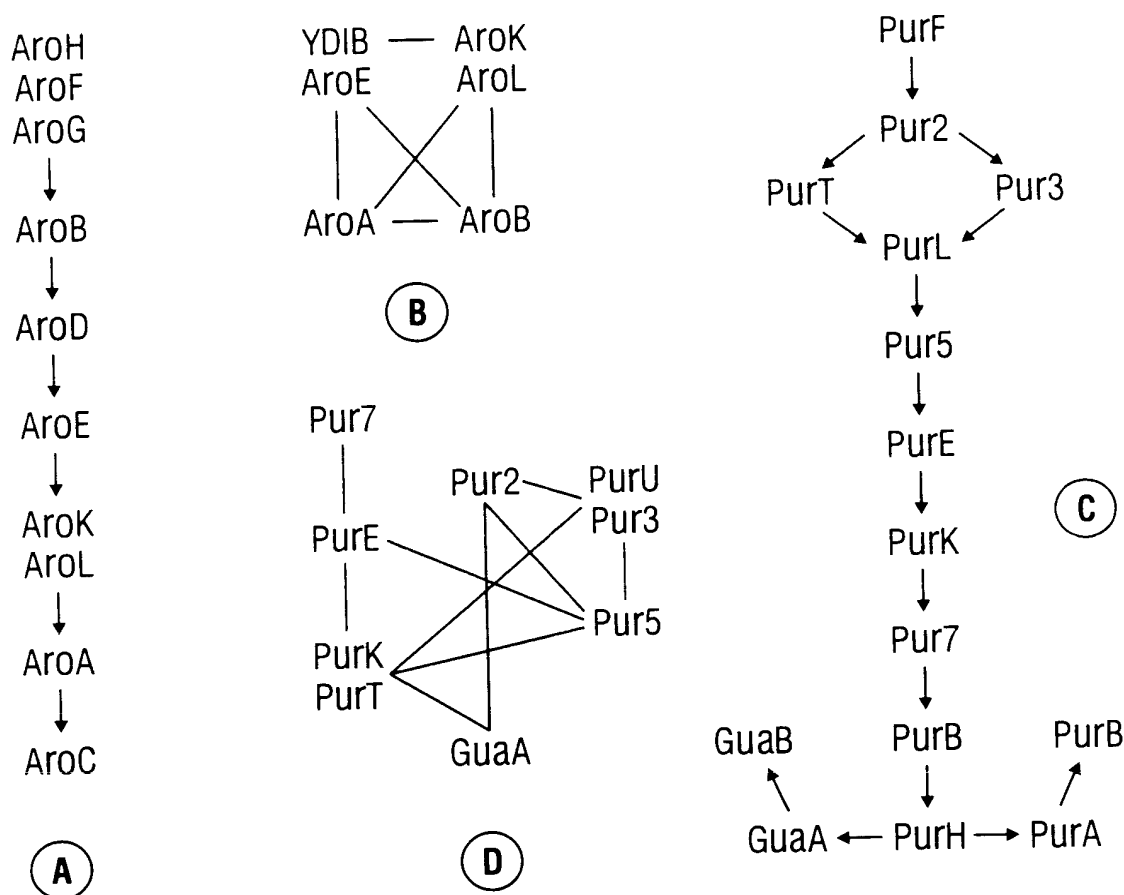 AroH
AroF
AroG
AroB
AroD
AroE
AroK
AroL
AroA
AroC
A
YDIB AroK
AroE AroL
AroA AroB
B
Pur7
Pur2 PurU
PurE Pur3
Pur5
PurK
PurT
GuaA
D
PurF
Pur2
PurT Pur3
PurL
Pur5
PurE
PurK
C
Pur7
GuaB PurB PurB
GuaA PurH PurA